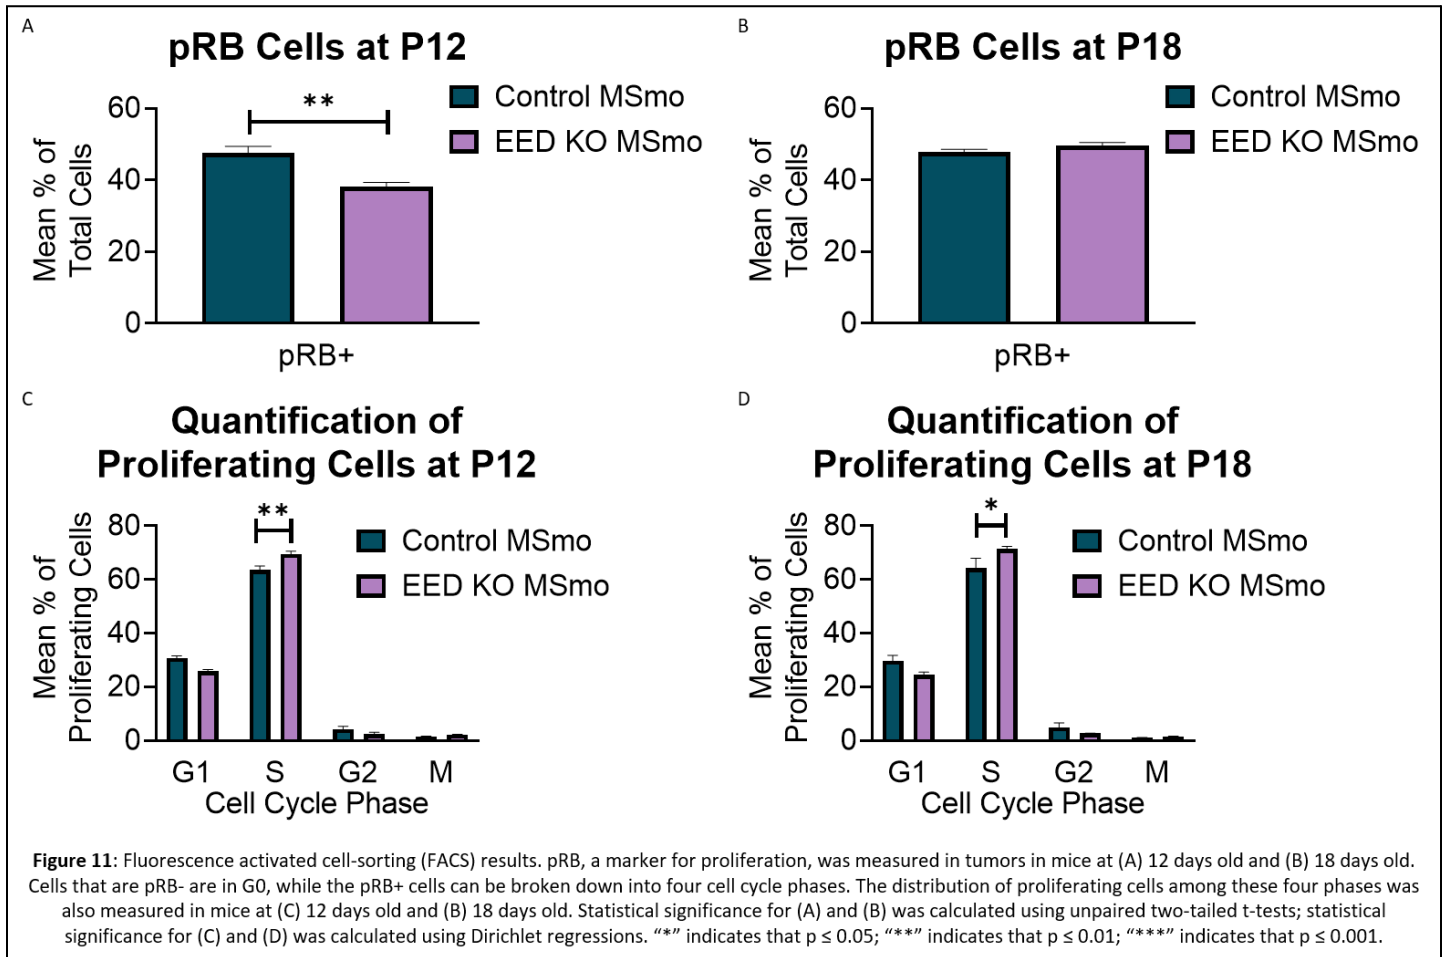 A
pRB Cells at P12
Control MSmo
EED KO MSmo
**
Mean % of
Total Cells
60
40
20
0
pRB+
B
pRB Cells at P18
Control MSmo
EED KO MSmo
Mean % of
Total Cells
60
40
20
0
pRB+
C
Quantification of
Proliferating Cells at P12
**
Control MSmo
EED KO MSmo
Mean % of
Proliferating Cells
80
60
40
20
0
G1 S G2 M
Cell Cycle Phase
D
Quantification of
Proliferating Cells at P18
*
Control MSmo
EED KO MSmo
Mean % of
Proliferating Cells
80
60
40
20
0
G1 S G2 M
Cell Cycle Phase
Figure 11: Fluorescence activated cell-sorting (FACS) results. pRB, a marker for proliferation, was measured in tumors in mice at (A) 12 days old and (B) 18 days old.
Cells that are pRB- are in G0, while the pRB+ cells can be broken down into four cell cycle phases. The distribution of proliferating cells among these four phases was
also measured in mice at (C) 12 days old and (B) 18 days old. Statistical significance for (A) and (B) was calculated using unpaired two-tailed t-tests; statistical
significance for (C) and (D) was calculated using Dirichlet regressions. “*” indicates that p ≤ 0.05; “**” indicates that p ≤ 0.01; “***” indicates that p ≤ 0.001.